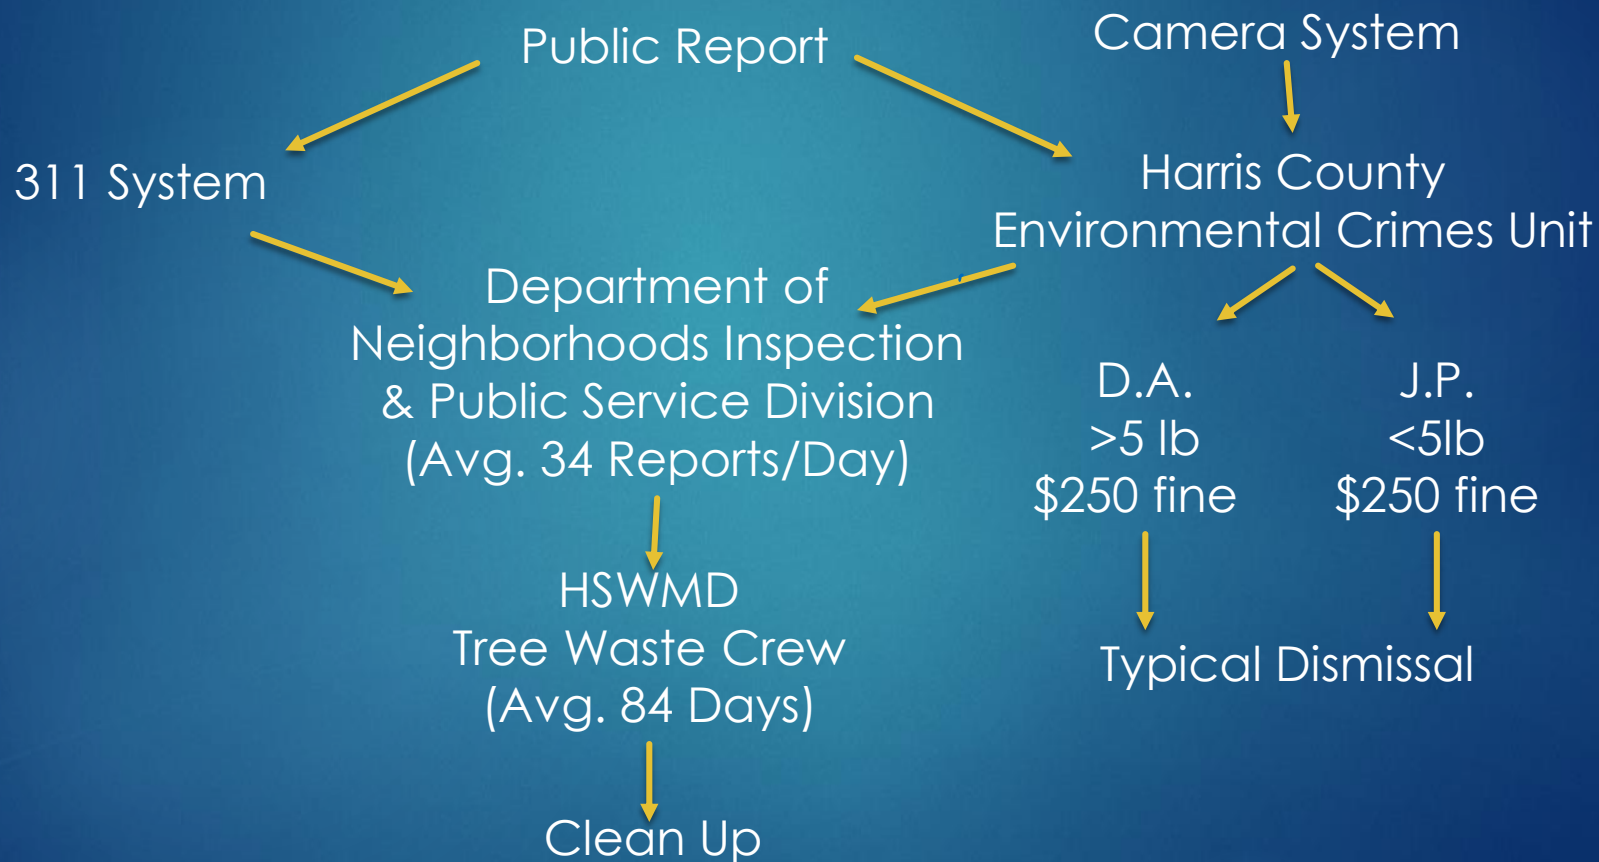 Public Report
Camera System
311 System
Harris County
Environmental Crimes Unit
Department of
Neighborhoods Inspection
& Public Service Division
(Avg. 34 Reports/Day)
D.A.
>5 lb
$250 fine
J.P.
<5lb
$250 fine
HSWMD
Tree Waste Crew
(Avg. 84 Days)
Typical Dismissal
Clean Up